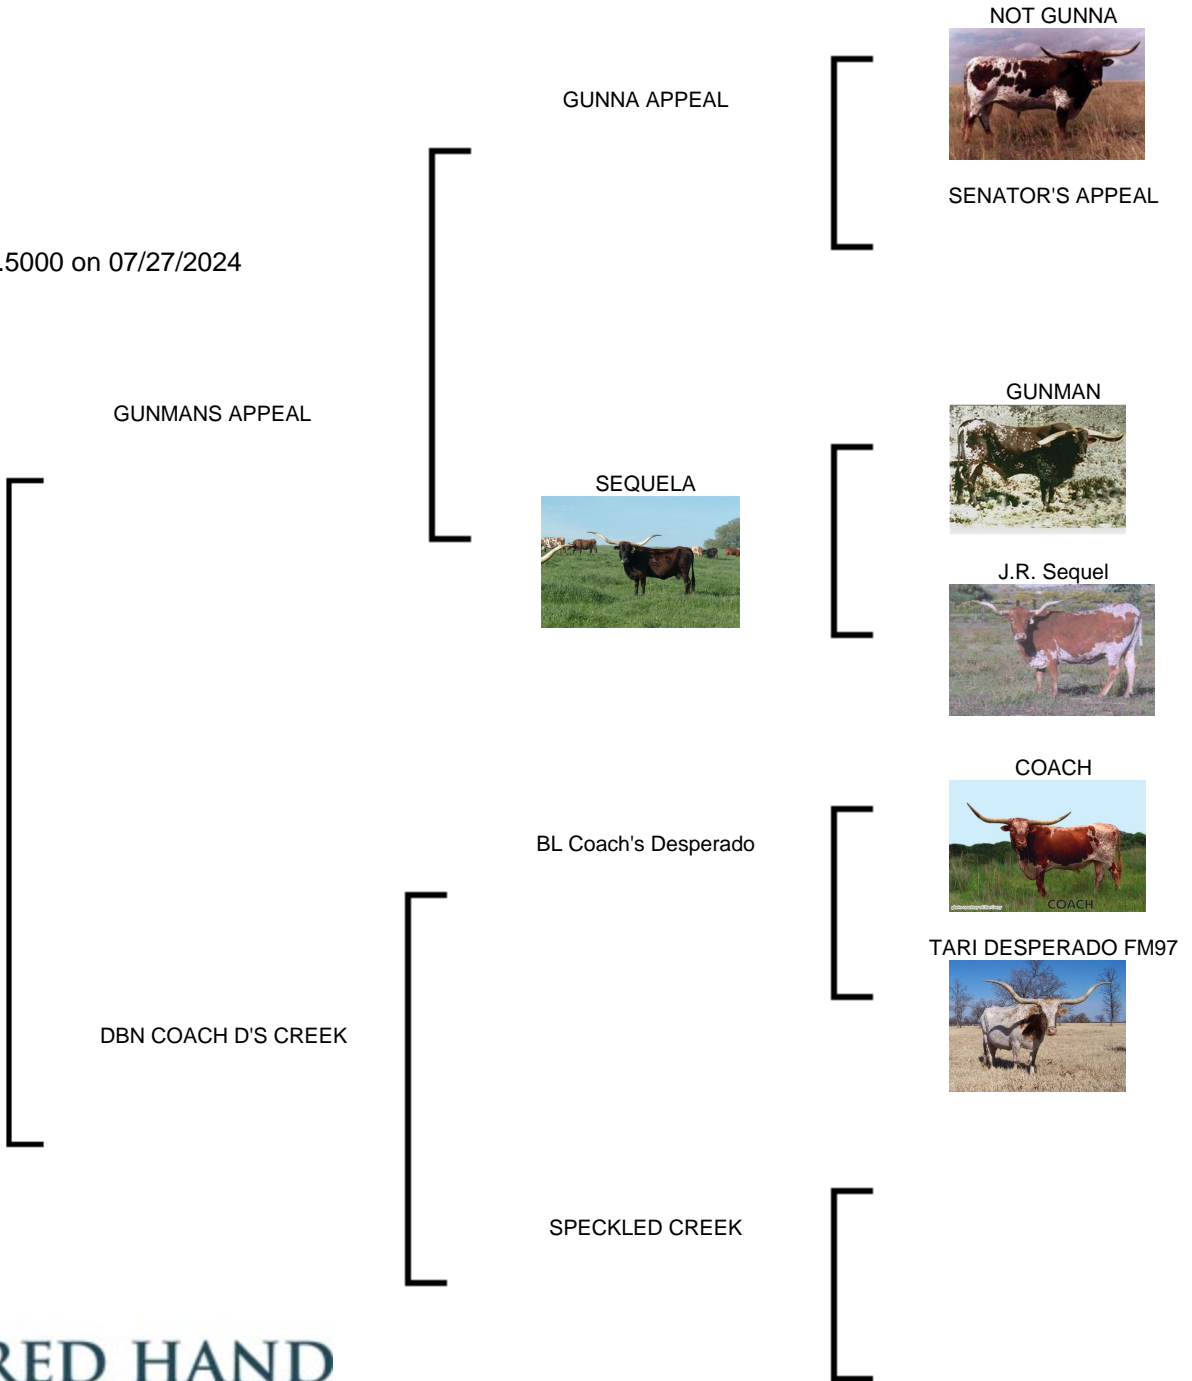 NOT GUNNA
GUNNA APPEAL
SENATOR'S APPEAL
.5000 on 07/27/2024
GUNMAN
GUNMANS APPEAL
SEQUELA
J.R. Sequel
COACH
BL Coach's Desperado
COACH
TARI DESPERADO FM97
DBN COACH D'S CREEK
SPECKLED CREEK
RED HAND